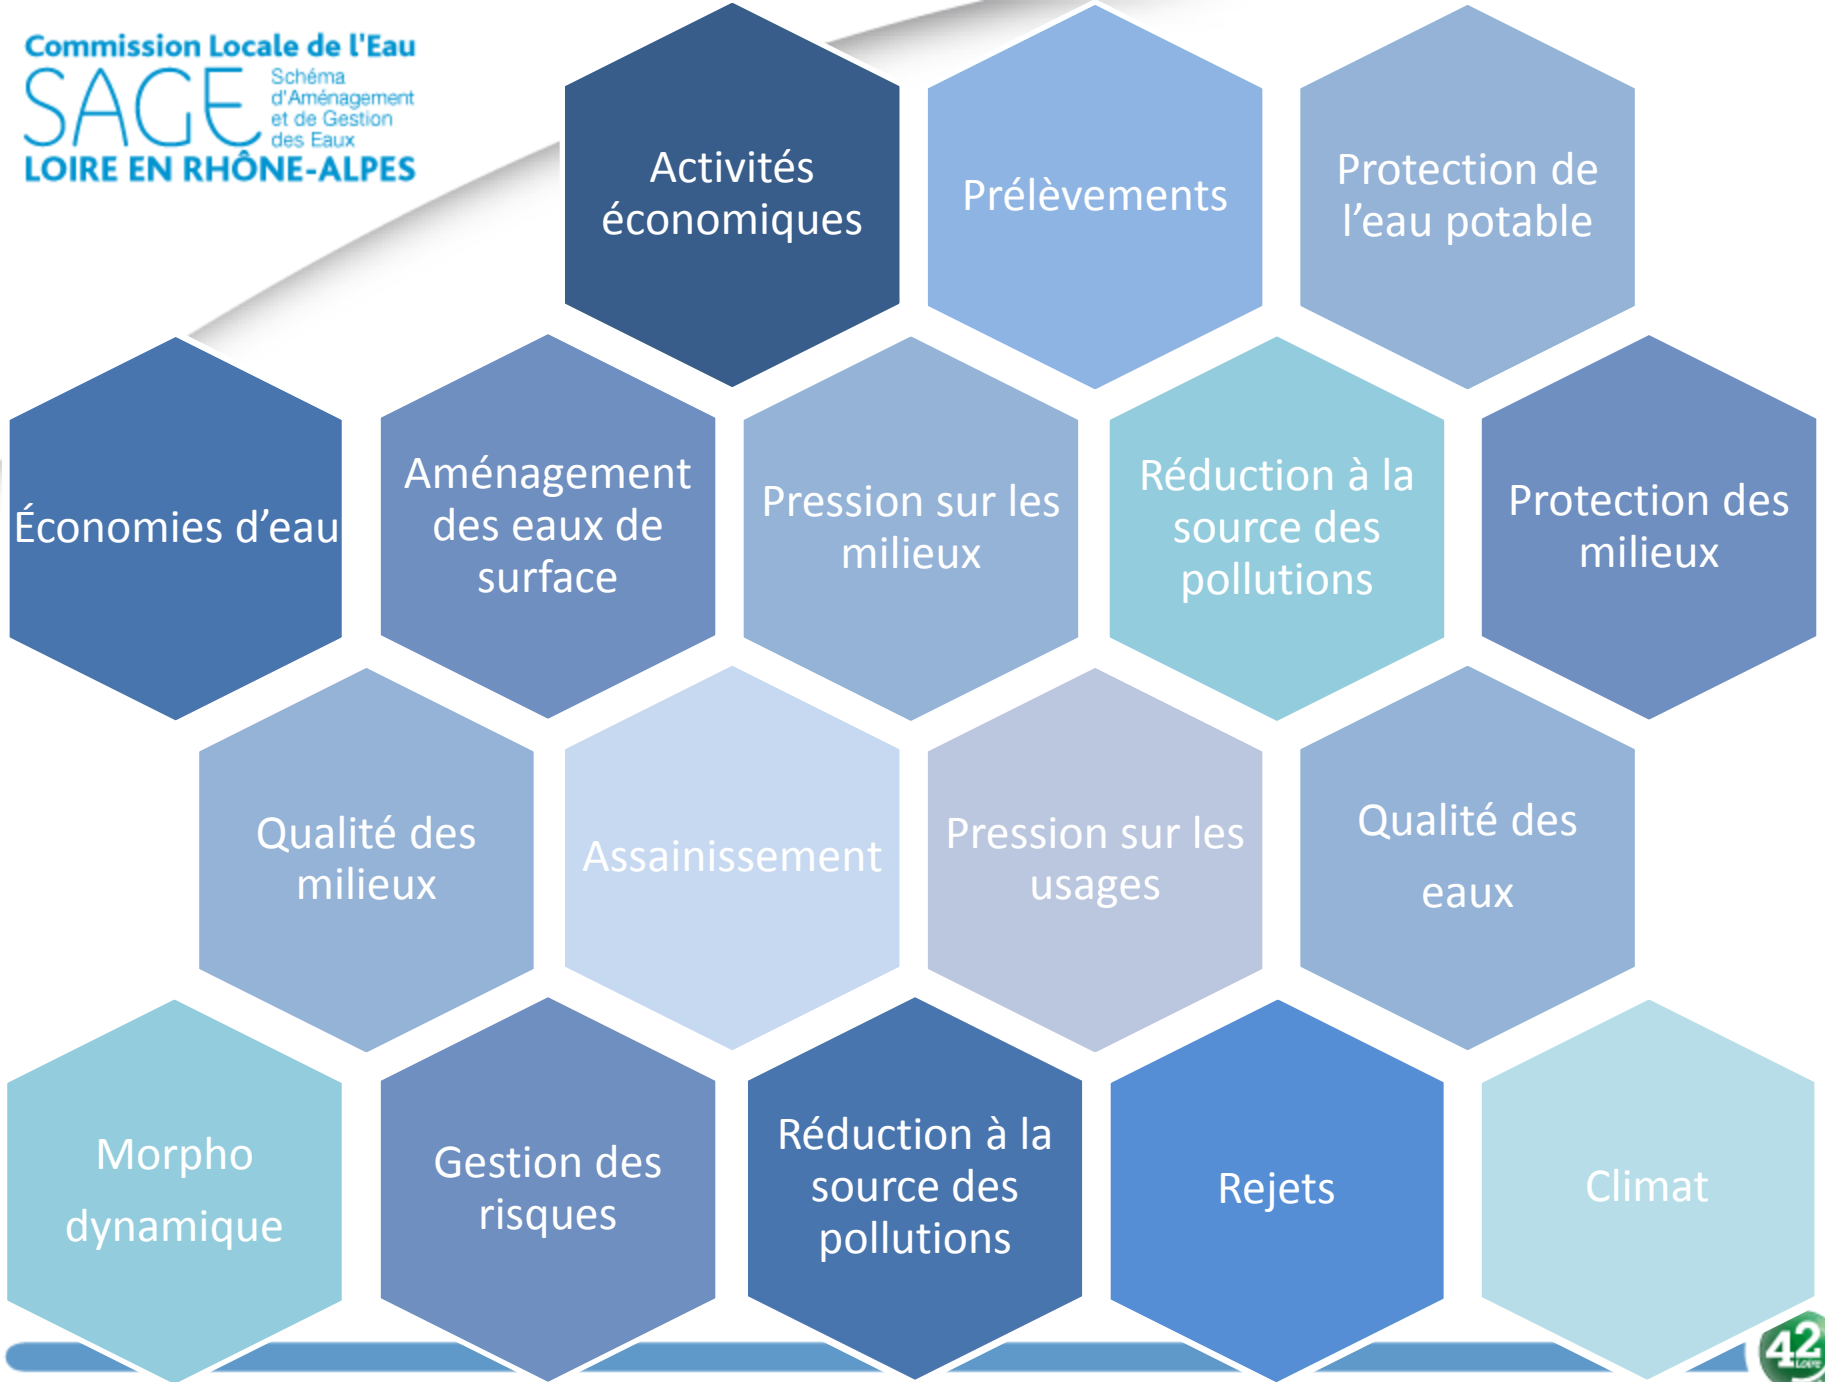 Commission Locale de l'Eau
SAGE
Schéma
d'Aménagement
et de Gestion
des Eaux
LOIRE EN RHÔNE-ALPES
Activités
économiques
Prélèvements
Protection de
l’eau potable
Économies d’eau
Aménagement
des eaux de
surface
Pression sur les
milieux
Réduction à la
source des
pollutions
Protection des
milieux
Qualité des
milieux
Assainissement
Pression sur les
usages
Qualité des
eaux
Morpho
dynamique
Gestion des
risques
Réduction à la
source des
pollutions
Rejets
Climat
42
LOIRE